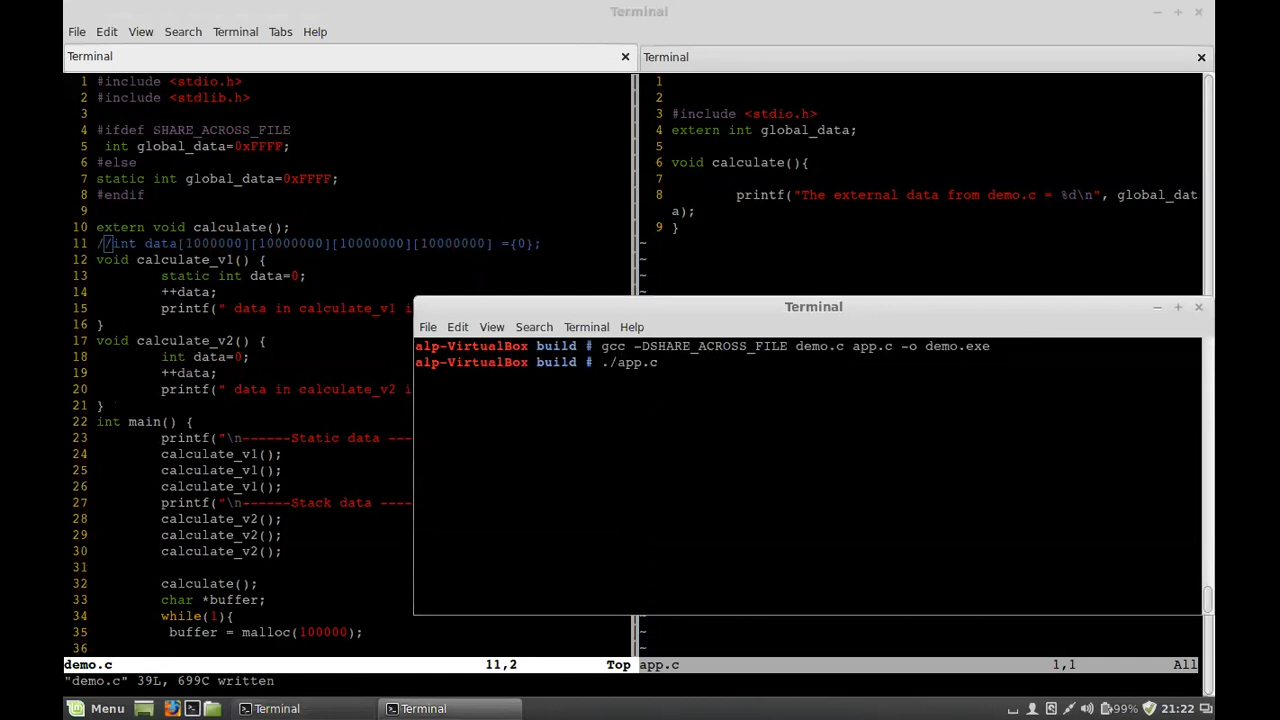 Terminal
File Edit View Search Terminal Tabs Help
Terminal
Terminal
1 #include <stdio.h>
2 #include <stdlib.h>
3
4 #ifdef SHARE_ACROSS_FILE
5 int global_data=0xFFFF;
6 #else
7 static int global_data=0xFFFF;
8 #endif
9
10 extern void calculate();
11 //int data[1000000][10000000][10000000][10000000] ={0};
12 void calculate_v1() {
13 static int data=0;
14 ++data;
15 printf(" data in calculate_v1 i
16 }
17 void calculate_v2() {
18 int data=0;
19 ++data;
20 printf(" data in calculate_v2 i
21 }
22 int main() {
23 printf("\n------Static data ---
24 calculate_v1();
25 calculate_v1();
26 calculate_v1();
27 printf("\n------Stack data ----
28 calculate_v2();
29 calculate_v2();
30 calculate_v2();
31
32 calculate();
33 char *buffer;
34 while(1){
35 buffer = malloc(100000);
36
demo.c 11,2 Top
"demo.c" 39L, 699C written
1
2
3 #include <stdio.h>
4 extern int global_data;
5
6 void calculate(){
7
8 printf("The external data from demo.c = %d\n", global_dat
a);
9 }
~
~
~
~
~
app.c 1,1 All
Terminal
File Edit View Search Terminal Help
alp-VirtualBox build # gcc -DSHARE_ACROSS_FILE demo.c app.c -o demo.exe
alp-VirtualBox build # ./app.c
Menu Terminal Terminal 99% 21:22